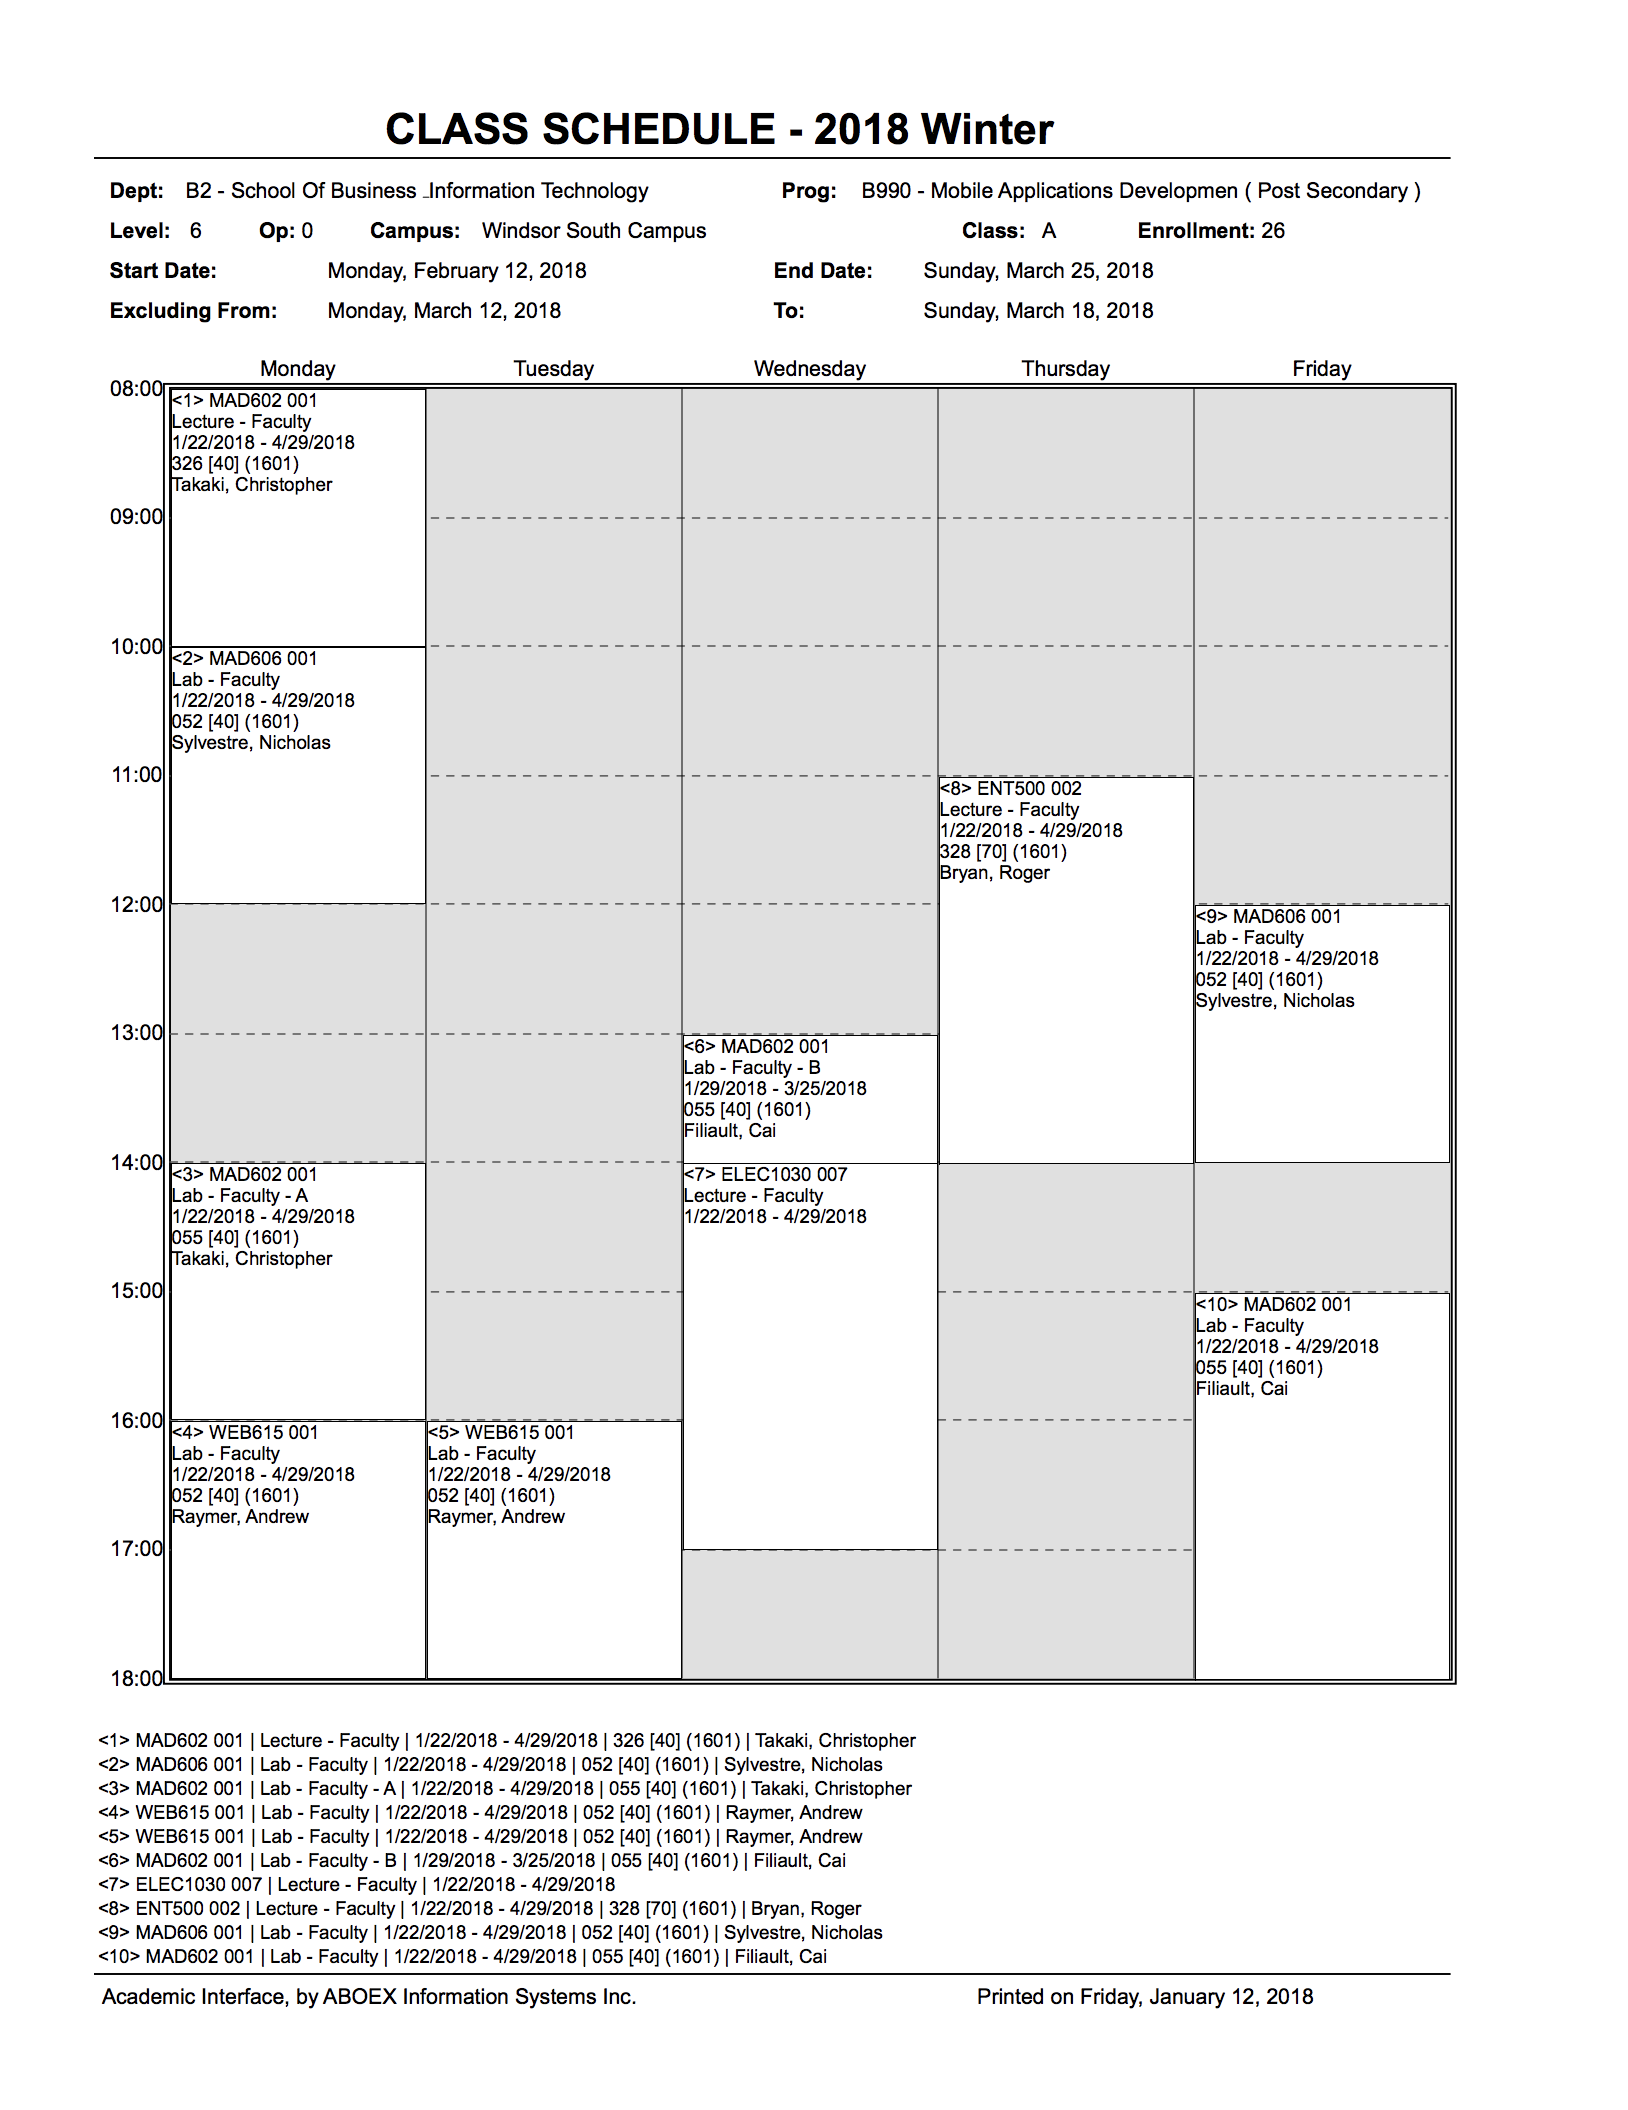 CLASS SCHEDULE - 2018 Winter
Dept: B2 - School Of Business _Information Technology Prog: B990 - Mobile Applications Developmen ( Post Secondary )
Level: 6 Op: 0 Campus: Windsor South Campus Class: A Enrollment: 26
Start Date: Monday, February 12, 2018 End Date: Sunday, March 25, 2018
Excluding From: Monday, March 12, 2018 To: Sunday, March 18, 2018
Monday Tuesday Wednesday Thursday Friday
08:00
<1> MAD602 001
Lecture - Faculty
1/22/2018 - 4/29/2018
326 [40] (1601)
Takaki, Christopher
09:00
10:00
<2> MAD606 001
Lab - Faculty
1/22/2018 - 4/29/2018
052 [40] (1601)
Sylvestre, Nicholas
11:00
<8> ENT500 002
Lecture - Faculty
1/22/2018 - 4/29/2018
328 [70] (1601)
Bryan, Roger
12:00
<9> MAD606 001
Lab - Faculty
1/22/2018 - 4/29/2018
052 [40] (1601)
Sylvestre, Nicholas
13:00
<6> MAD602 001
Lab - Faculty - B
1/29/2018 - 3/25/2018
055 [40] (1601)
Filiault, Cai
14:00
<3> MAD602 001
Lab - Faculty - A
1/22/2018 - 4/29/2018
055 [40] (1601)
Takaki, Christopher
<7> ELEC1030 007
Lecture - Faculty
1/22/2018 - 4/29/2018
15:00
<10> MAD602 001
Lab - Faculty
1/22/2018 - 4/29/2018
055 [40] (1601)
Filiault, Cai
16:00
<4> WEB615 001
Lab - Faculty
1/22/2018 - 4/29/2018
052 [40] (1601)
Raymer, Andrew
<5> WEB615 001
Lab - Faculty
1/22/2018 - 4/29/2018
052 [40] (1601)
Raymer, Andrew
17:00
18:00
<1> MAD602 001 | Lecture - Faculty | 1/22/2018 - 4/29/2018 | 326 [40] (1601) | Takaki, Christopher
<2> MAD606 001 | Lab - Faculty | 1/22/2018 - 4/29/2018 | 052 [40] (1601) | Sylvestre, Nicholas
<3> MAD602 001 | Lab - Faculty - A | 1/22/2018 - 4/29/2018 | 055 [40] (1601) | Takaki, Christopher
<4> WEB615 001 | Lab - Faculty | 1/22/2018 - 4/29/2018 | 052 [40] (1601) | Raymer, Andrew
<5> WEB615 001 | Lab - Faculty | 1/22/2018 - 4/29/2018 | 052 [40] (1601) | Raymer, Andrew
<6> MAD602 001 | Lab - Faculty - B | 1/29/2018 - 3/25/2018 | 055 [40] (1601) | Filiault, Cai
<7> ELEC1030 007 | Lecture - Faculty | 1/22/2018 - 4/29/2018
<8> ENT500 002 | Lecture - Faculty | 1/22/2018 - 4/29/2018 | 328 [70] (1601) | Bryan, Roger
<9> MAD606 001 | Lab - Faculty | 1/22/2018 - 4/29/2018 | 052 [40] (1601) | Sylvestre, Nicholas
<10> MAD602 001 | Lab - Faculty | 1/22/2018 - 4/29/2018 | 055 [40] (1601) | Filiault, Cai
Academic Interface, by ABOEX Information Systems Inc. Printed on Friday, January 12, 2018